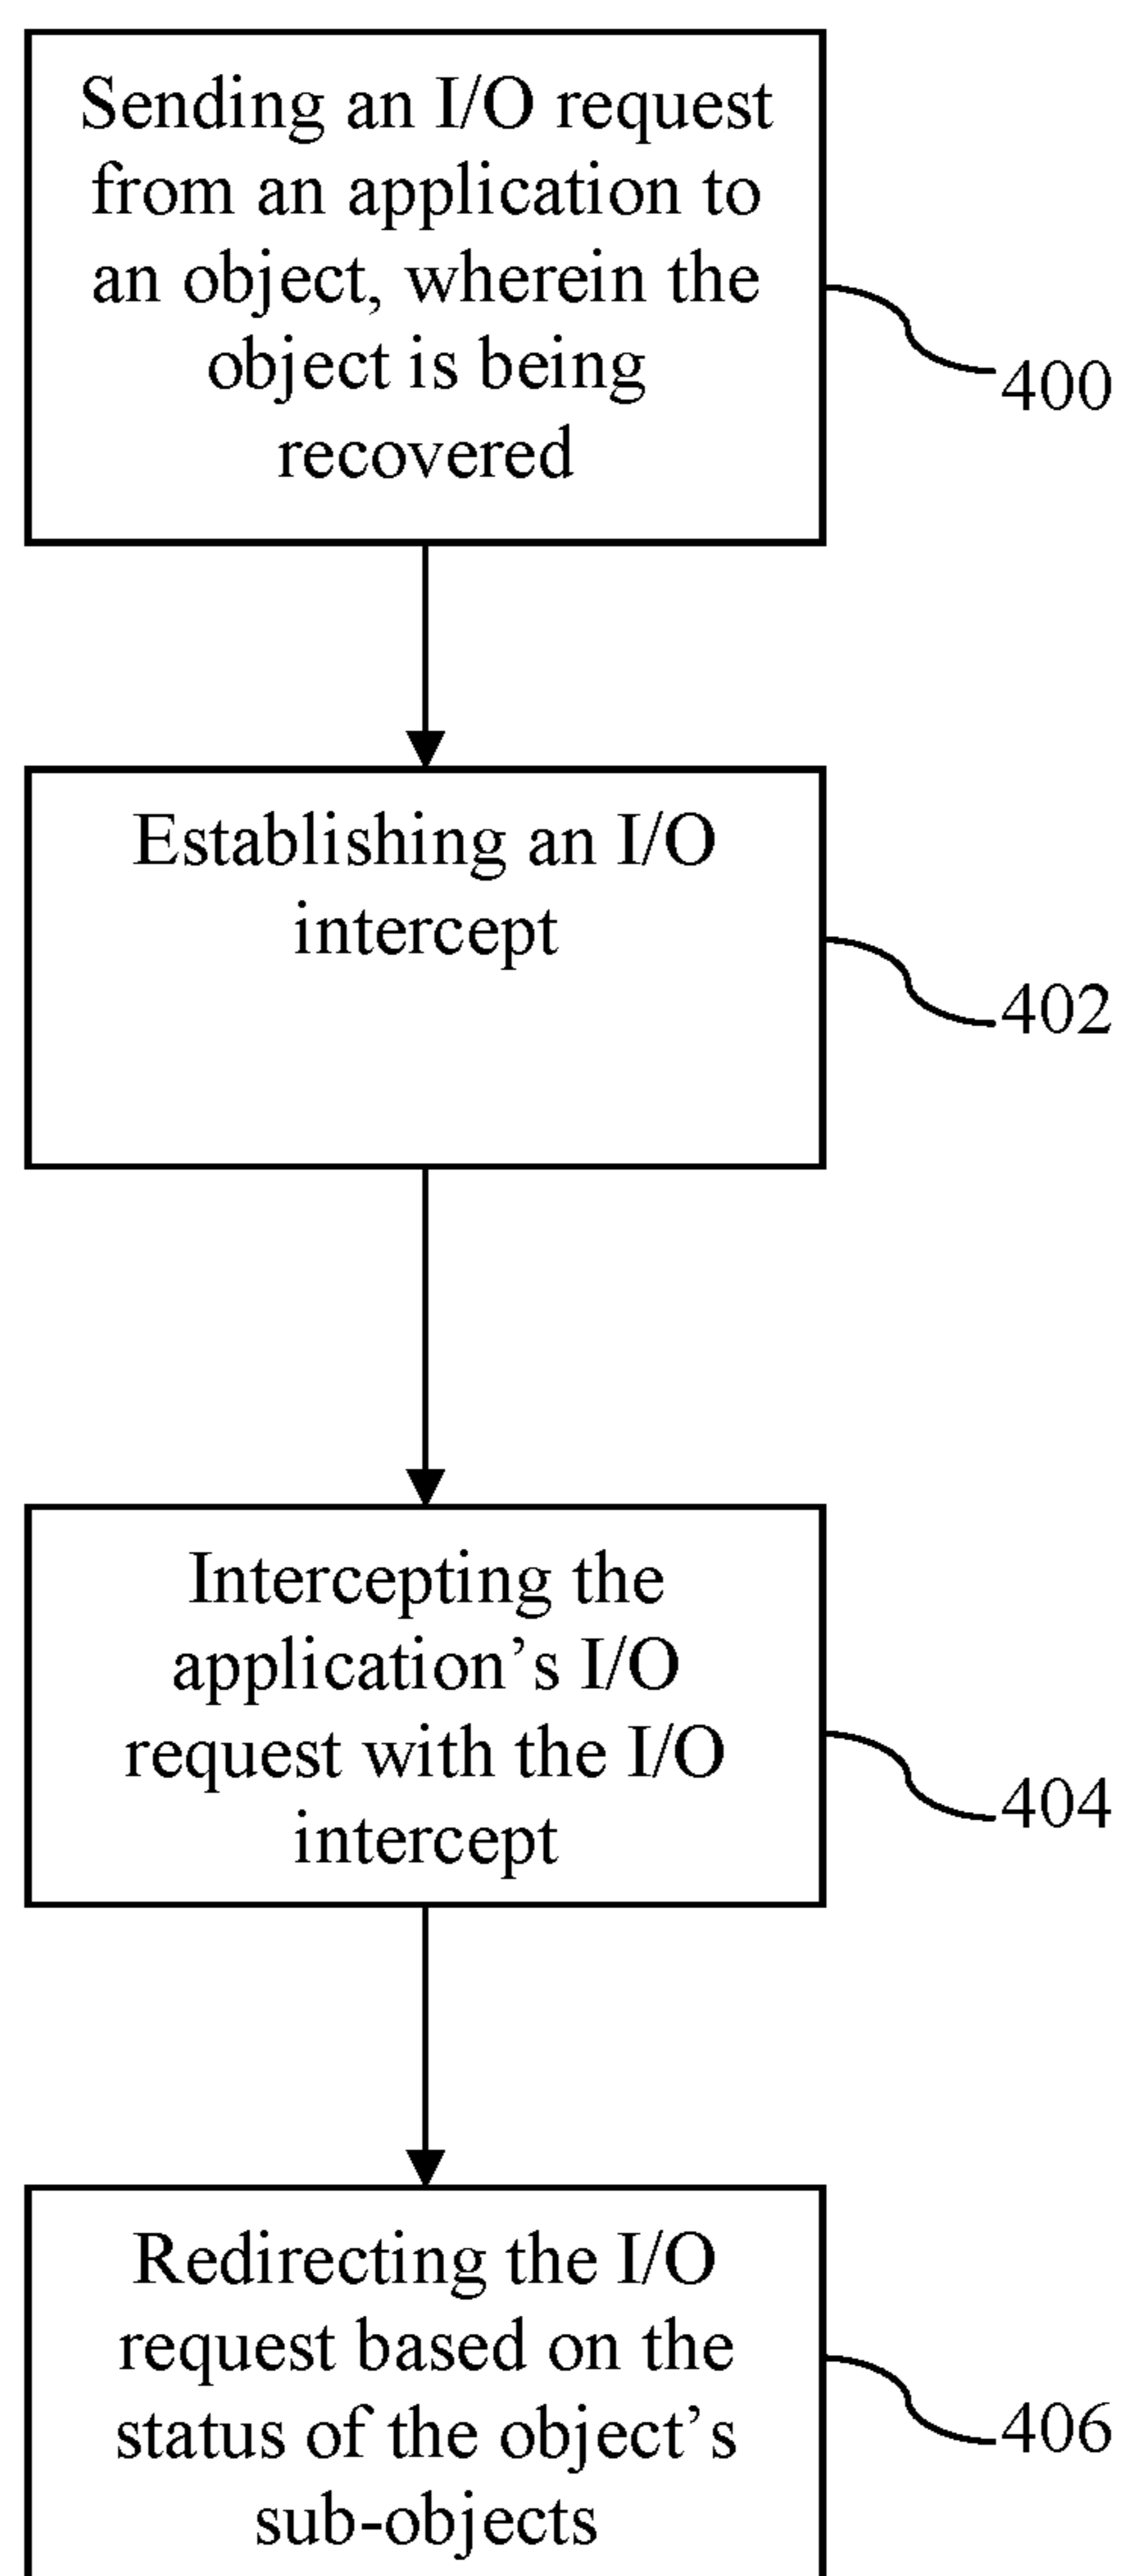 Sending an I/O request
from an application to
an object, wherein the
object is being
recovered
400
Establishing an I/O
intercept
402
Intercepting the
application’s I/O
request with the I/O
intercept
404
Redirecting the I/O
request based on the
status of the object’s
sub-objects
406